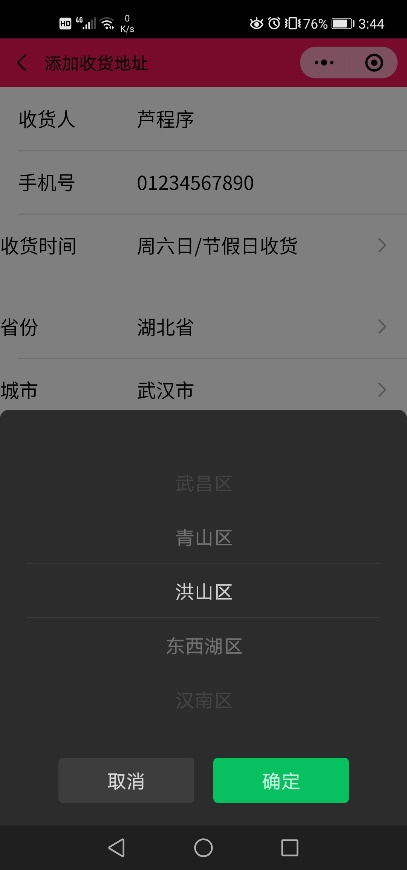 HD 4G 0 K/s 76% 3:44
添加收货地址
收货人 芦程序
手机号 01234567890
收货时间 周六日/节假日收货
省份 湖北省
城市 武汉市
武昌区
青山区
洪山区
东西湖区
汉南区
取消 确定